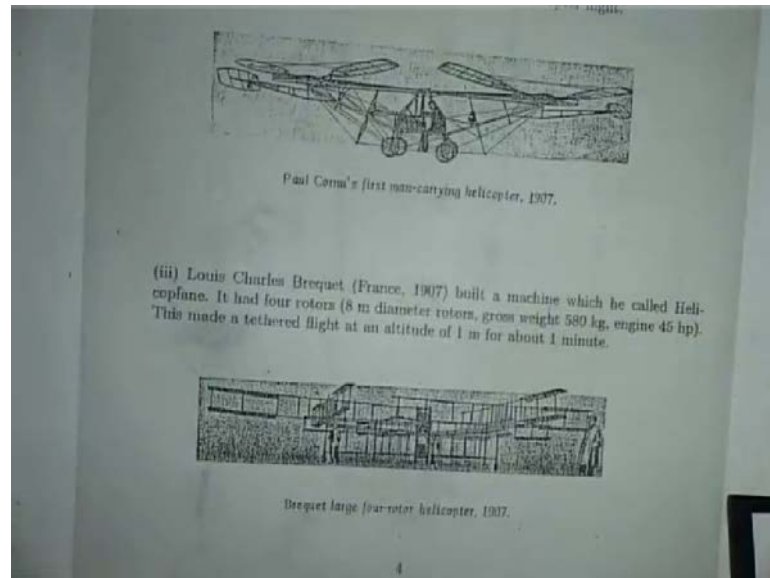 Paul Cornu's first man-carrying helicopter, 1907.
(iii) Louis Charles Brequet (France, 1907) built a machine which he called Heli-
copfane. It had four rotors (8 m diameter rotors, gross weight 580 kg, engine 45 hp).
This made a tethered flight at an altitude of 1 m for about 1 minute.
Brequet large four-rotor helicopter, 1907.
4